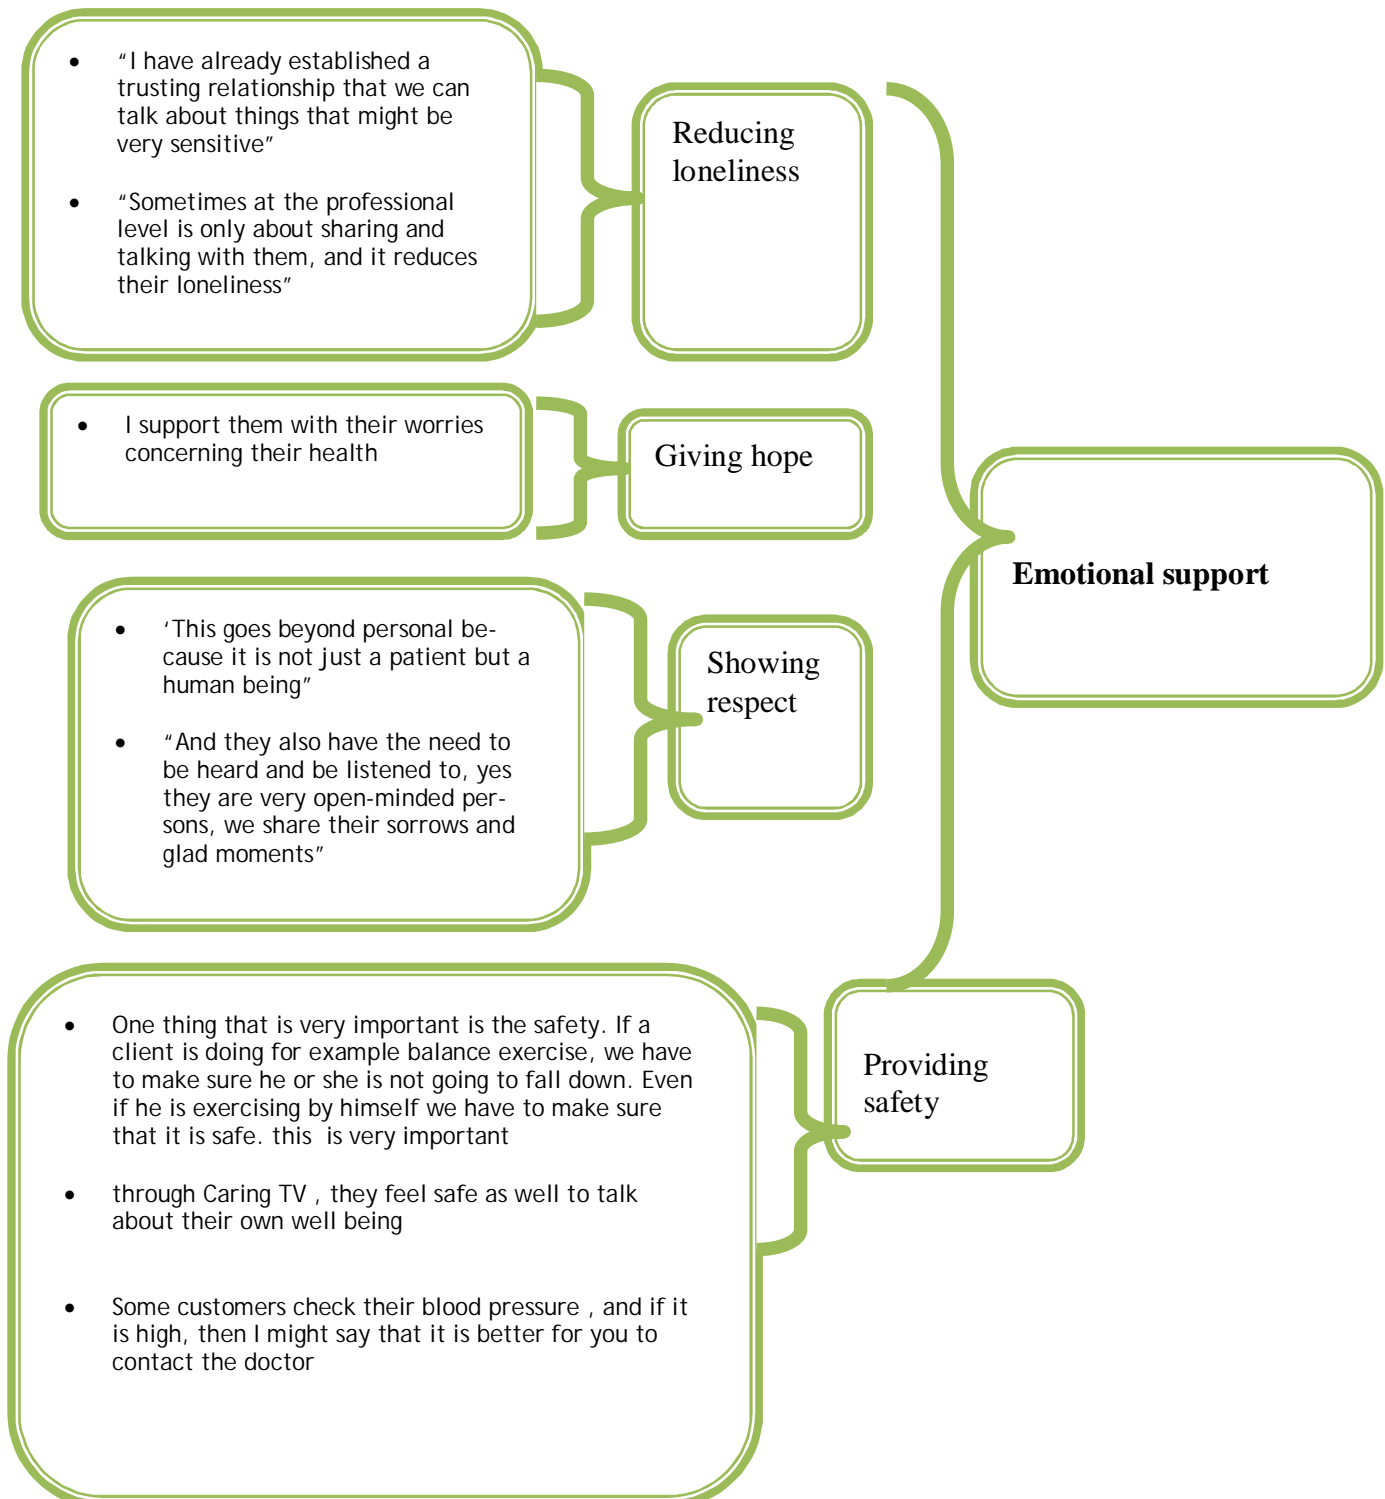 • “I have already established a
trusting relationship that we can
talk about things that might be
very sensitive”
• “Sometimes at the professional
level is only about sharing and
talking with them, and it reduces
their loneliness”
Reducing
loneliness
• I support them with their worries
concerning their health
Giving hope
• ‘This goes beyond personal be-
cause it is not just a patient but a
human being”
• “And they also have the need to
be heard and be listened to, yes
they are very open-minded per-
sons, we share their sorrows and
glad moments”
Showing
respect
Emotional support
• One thing that is very important is the safety. If a
client is doing for example balance exercise, we have
to make sure he or she is not going to fall down. Even
if he is exercising by himself we have to make sure
that it is safe. this is very important
• through Caring TV , they feel safe as well to talk
about their own well being
• Some customers check their blood pressure , and if it
is high, then I might say that it is better for you to
contact the doctor
Providing
safety